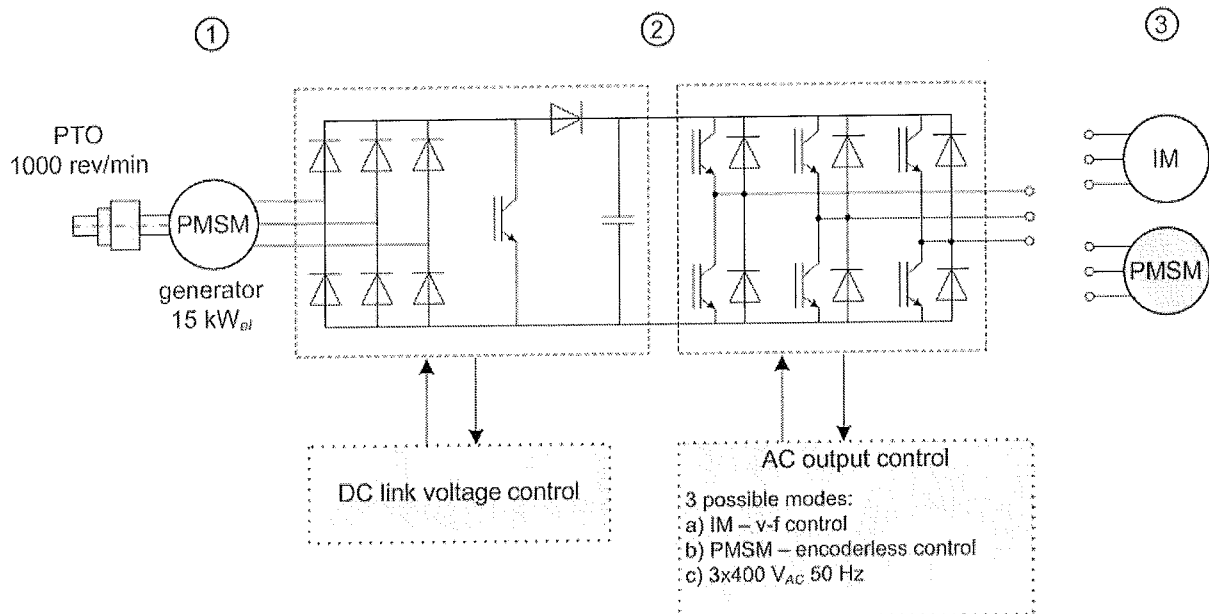 1
2
3
PTO
1000 rev/min
PMSM
generator
15 kWel
IM
PMSM
DC link voltage control
AC output control
3 possible modes:
a) IM – v-f control
b) PMSM – encoderless control
c) 3x400 VAC 50 Hz